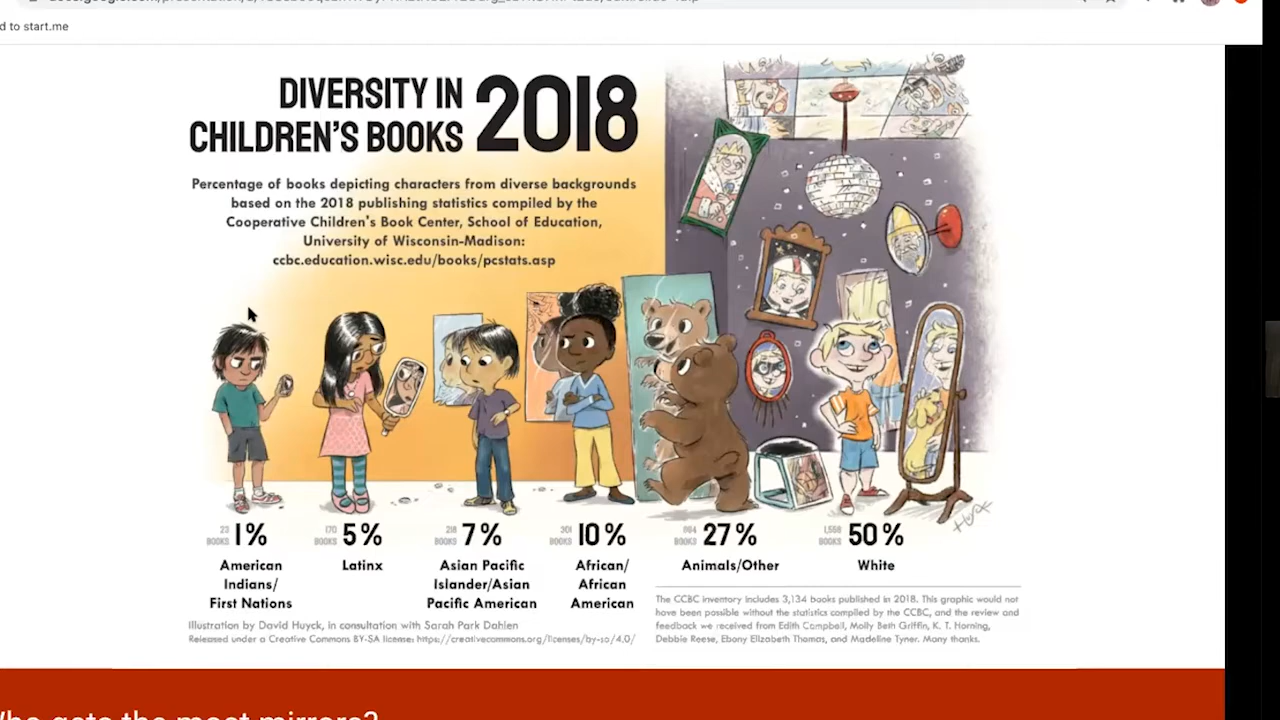 d to start.me
DIVERSITY IN
CHILDREN'S BOOKS 2018
Percentage of books depicting characters from diverse backgrounds
based on the 2018 publishing statistics compiled by the
Cooperative Children's Book Center, School of Education,
University of Wisconsin-Madison:
ccbc.education.wisc.edu/books/pcstats.asp
23 BOOKS 1%
American
Indians/
First Nations
170 BOOKS 5%
Latinx
218 BOOKS 7%
Asian Pacific
Islander/Asian
Pacific American
301 BOOKS 10%
African/
African
American
864 BOOKS 27%
Animals/Other
1,558 BOOKS 50%
White
Huyck
Illustration by David Huyck, in consultation with Sarah Park Dahlen
Released under a Creative Commons BY-SA license: https://creativecommons.org/licenses/by-sa/4.0/
The CCBC inventory includes 3,134 books published in 2018. This graphic would not
have been possible without the statistics compiled by the CCBC, and the review and
feedback we received from Edith Campbell, Molly Beth Griffin, K. T. Horning,
Debbie Reese, Ebony Elizabeth Thomas, and Madeline Tyner. Many thanks.
Who gets the most mirrors?